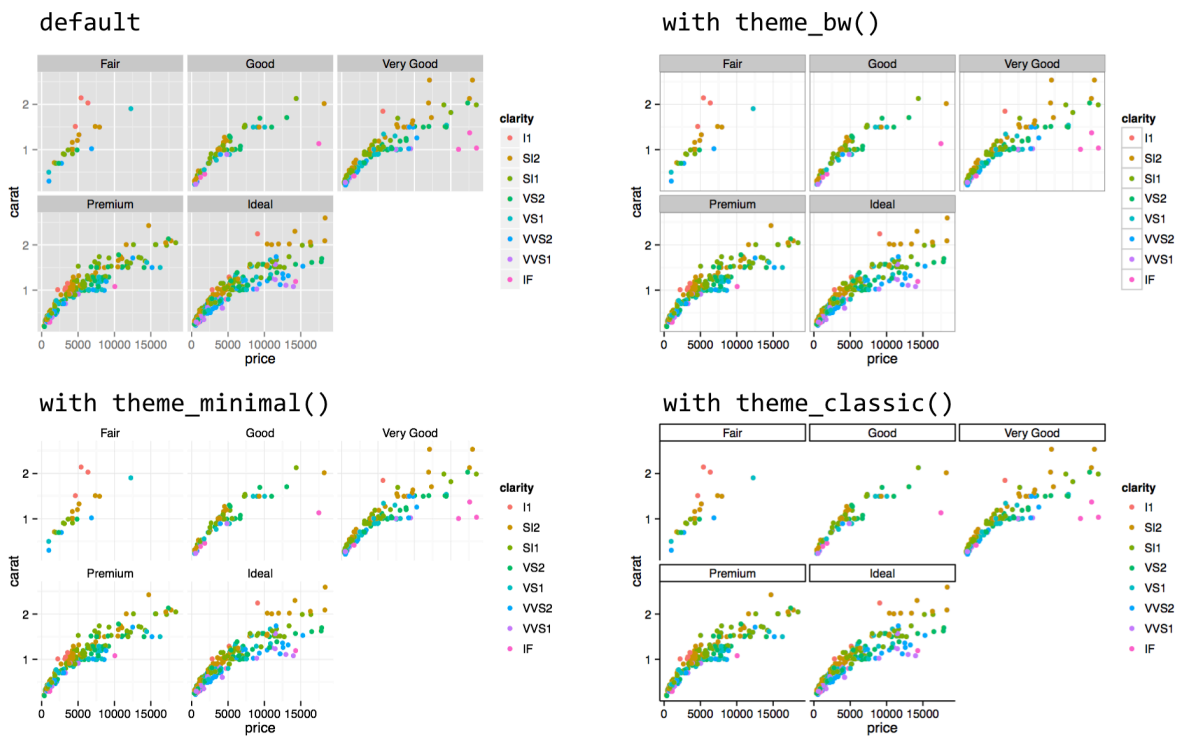 default
Fair Good Very Good
2
1
Premium Ideal
2
1
carat
0 5000 10000 15000 0 5000 10000 15000
price
clarity
I1
SI2
SI1
VS2
VS1
VVS2
VVS1
IF
with theme_bw()
Fair Good Very Good
2
1
Premium Ideal
2
1
carat
0 5000 10000 15000 0 5000 10000 15000
price
clarity
I1
SI2
SI1
VS2
VS1
VVS2
VVS1
IF
with theme_minimal()
Fair Good Very Good
2
1
Premium Ideal
2
1
carat
0 5000 10000 15000 0 5000 10000 15000
price
clarity
I1
SI2
SI1
VS2
VS1
VVS2
VVS1
IF
with theme_classic()
Fair Good Very Good
2
1
Premium Ideal
2
1
carat
0 5000 10000 15000 0 5000 10000 15000
price
clarity
I1
SI2
SI1
VS2
VS1
VVS2
VVS1
IF